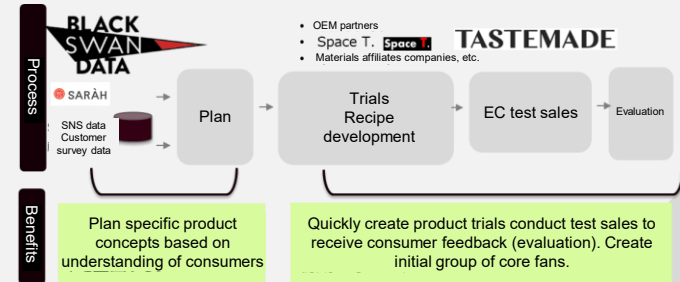 Process
BLACK
SWAN
DATA
• OEM partners
• Space T. Space T.
• Materials affiliates companies, etc.
TASTEMADE
SARÀH
SNS data
Customer
survey data
Plan
Trials
Recipe
development
EC test sales
Evaluation
Benefits
Plan specific product
concepts based on
understanding of consumers
Quickly create product trials conduct test sales to
receive consumer feedback (evaluation). Create
initial group of core fans.